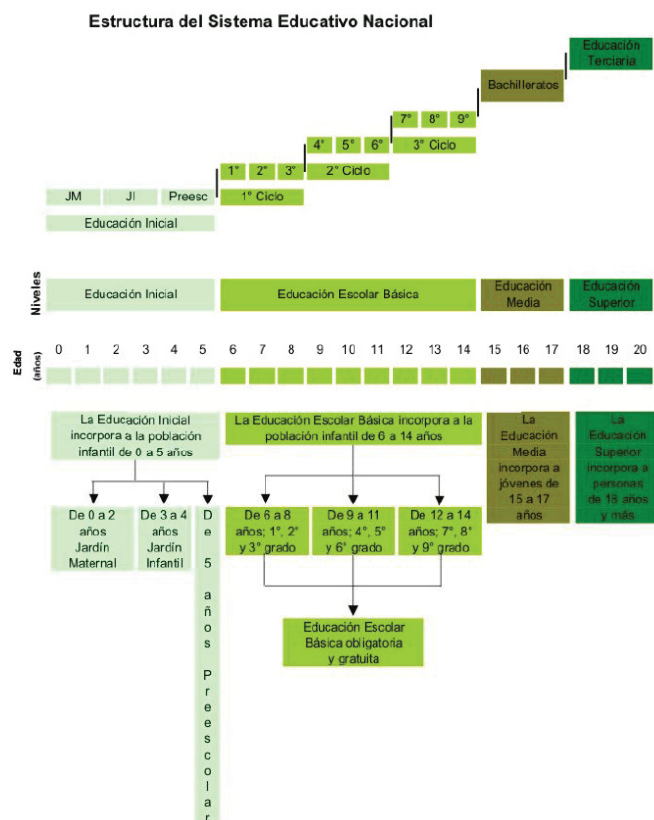 Estructura del Sistema Educativo Nacional
Educación
Terciaria
Bachilleratos
7° 8° 9°
3° Ciclo
4° 5° 6°
2° Ciclo
1° 2° 3°
1° Ciclo
JM JI Preesc
Educación Inicial
Niveles
Educación Inicial
Educación Escolar Básica
Educación
Media
Educación
Superior
Edad
(años)
0 1 2 3 4 5 6 7 8 9 10 11 12 13 14 15 16 17 18 19 20
La Educación Inicial
incorpora a la población
infantil de 0 a 5 años
La Educación Escolar Básica incorpora a la
población infantil de 6 a 14 años
La
Educación
Media
incorpora a
jóvenes de
15 a 17
años
La
Educación
Superior
incorpora a
personas
de 18 años
y más
De 0 a 2
años
Jardín
Maternal
De 3 a 4
años
Jardín
Infantil
De 5 años Preescolar
De 6 a 8
años; 1°, 2°
y 3° grado
De 9 a 11
años; 4°, 5°
y 6° grado
De 12 a 14
años; 7°, 8°
y 9° grado
Educación Escolar
Básica obligatoria
y gratuita